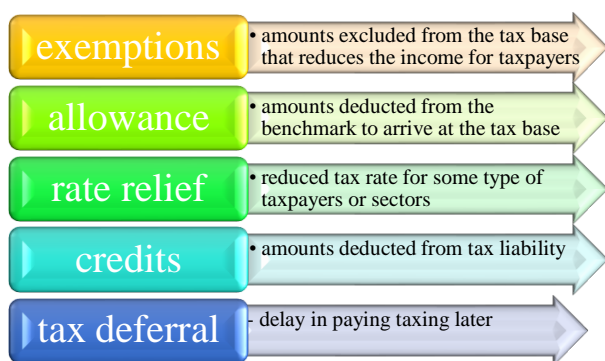 exemptions
• amounts excluded from the tax base
that reduces the income for taxpayers
allowance
• amounts deducted from the
benchmark to arrive at the tax base
rate relief
• reduced tax rate for some type of
taxpayers or sectors
credits
• amounts deducted from tax liability
tax deferral
- delay in paying taxing later